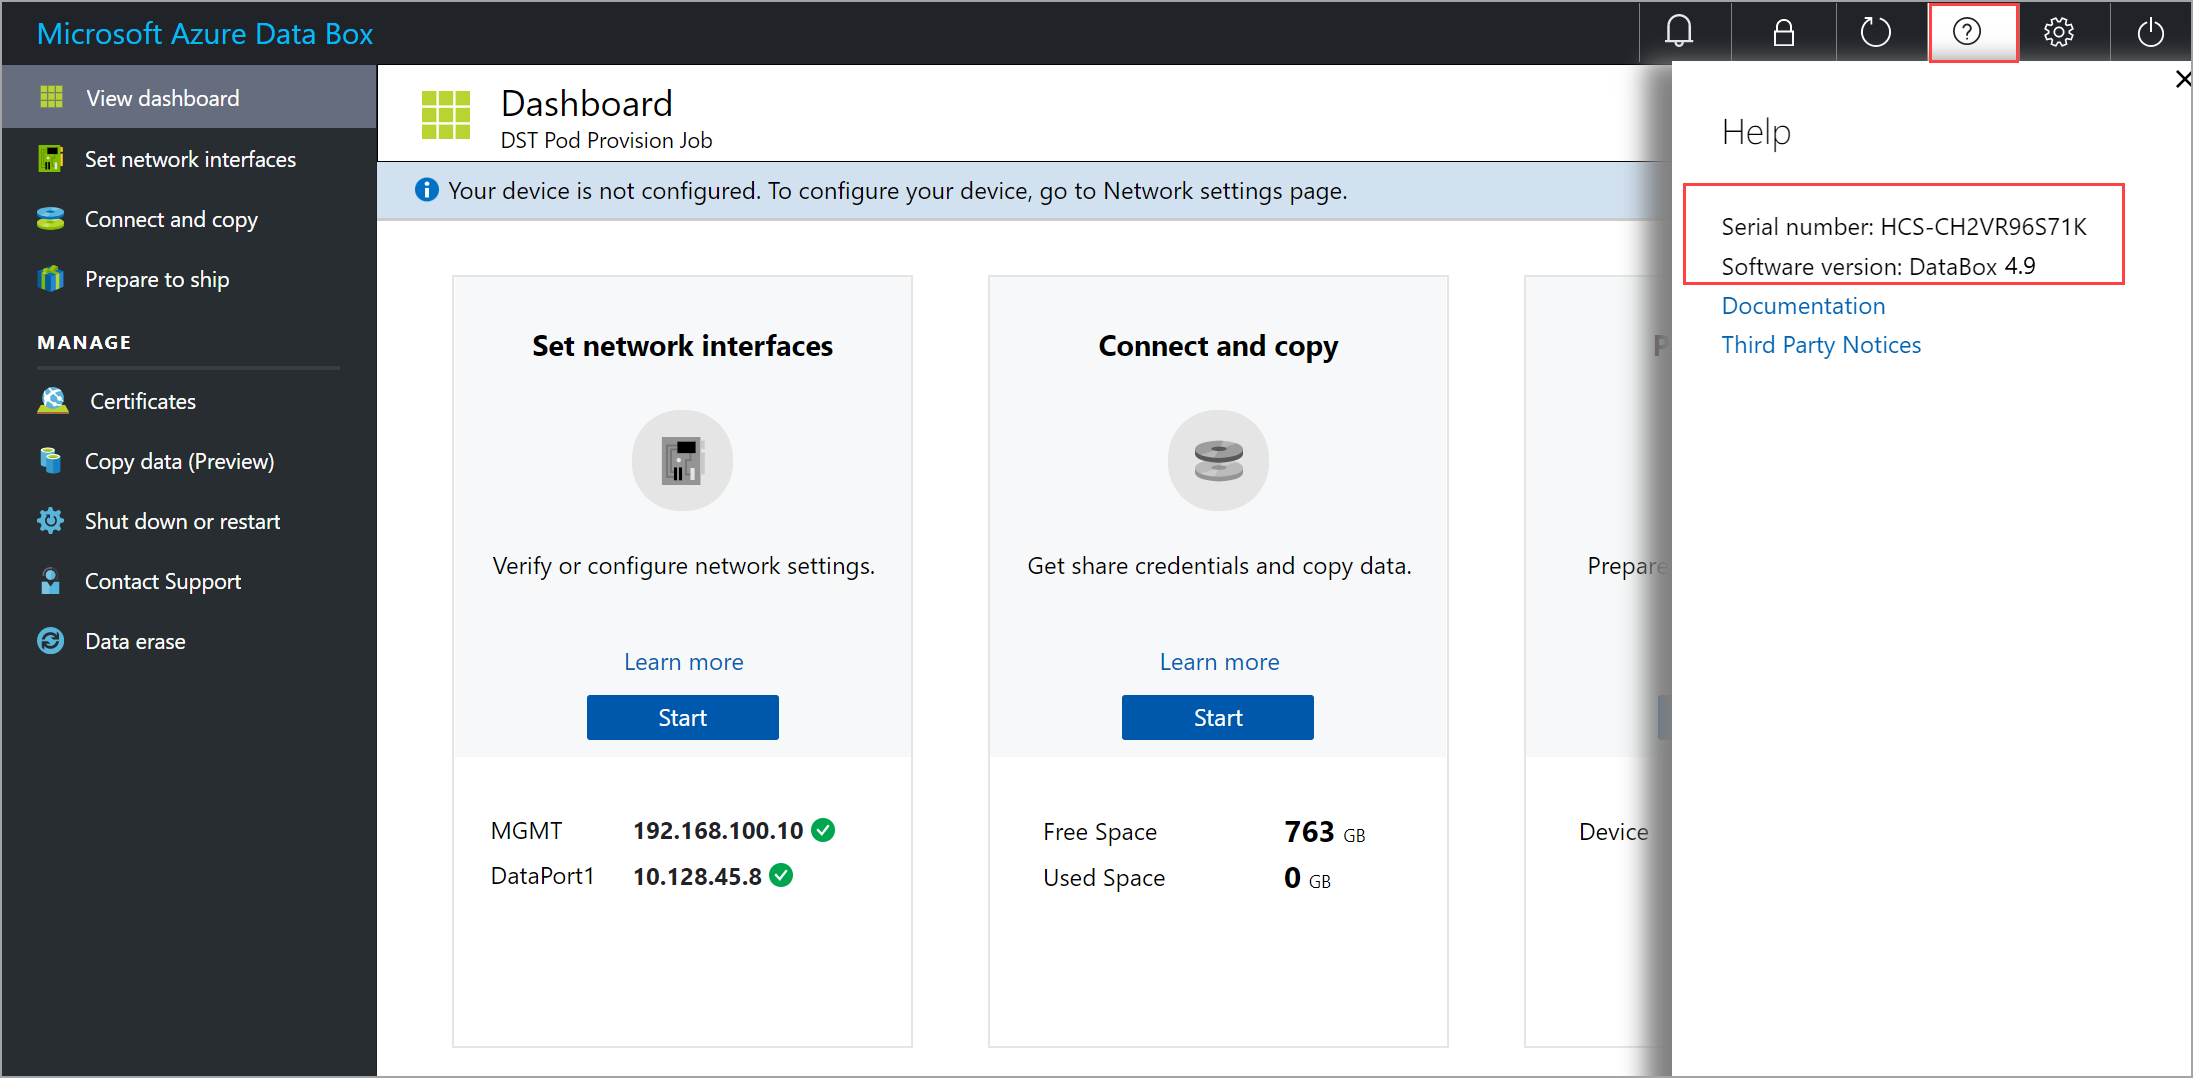 Microsoft Azure Data Box
View dashboard
Set network interfaces
Connect and copy
Prepare to ship
MANAGE
Certificates
Copy data (Preview)
Shut down or restart
Contact Support
Data erase
Dashboard
DST Pod Provision Job
Your device is not configured. To configure your device, go to Network settings page.
Set network interfaces
Verify or configure network settings.
Learn more
Start
MGMT 192.168.100.10
DataPort1 10.128.45.8
Connect and copy
Get share credentials and copy data.
Learn more
Start
Free Space 763 GB
Used Space 0 GB
P
Prepare
Device
Help
Serial number: HCS-CH2VR96S71K
Software version: DataBox 4.9
Documentation
Third Party Notices